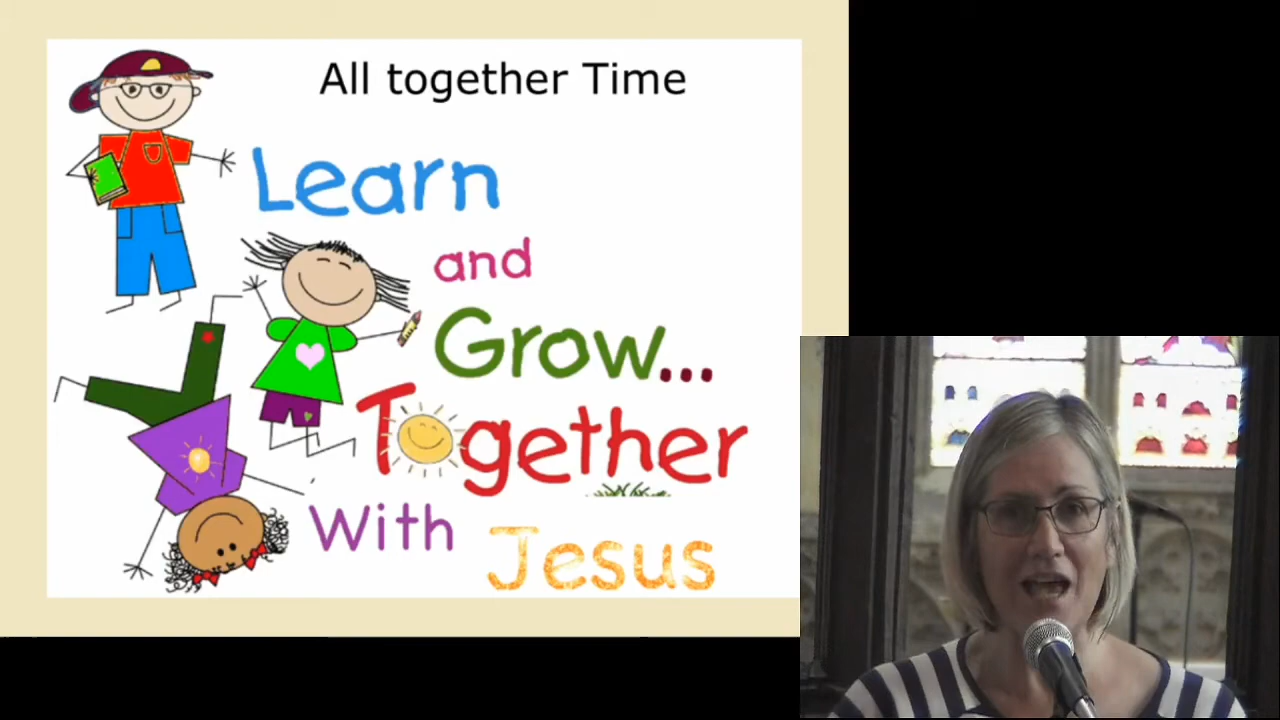 All together Time
Learn
and
Grow...
Together
With Jesus